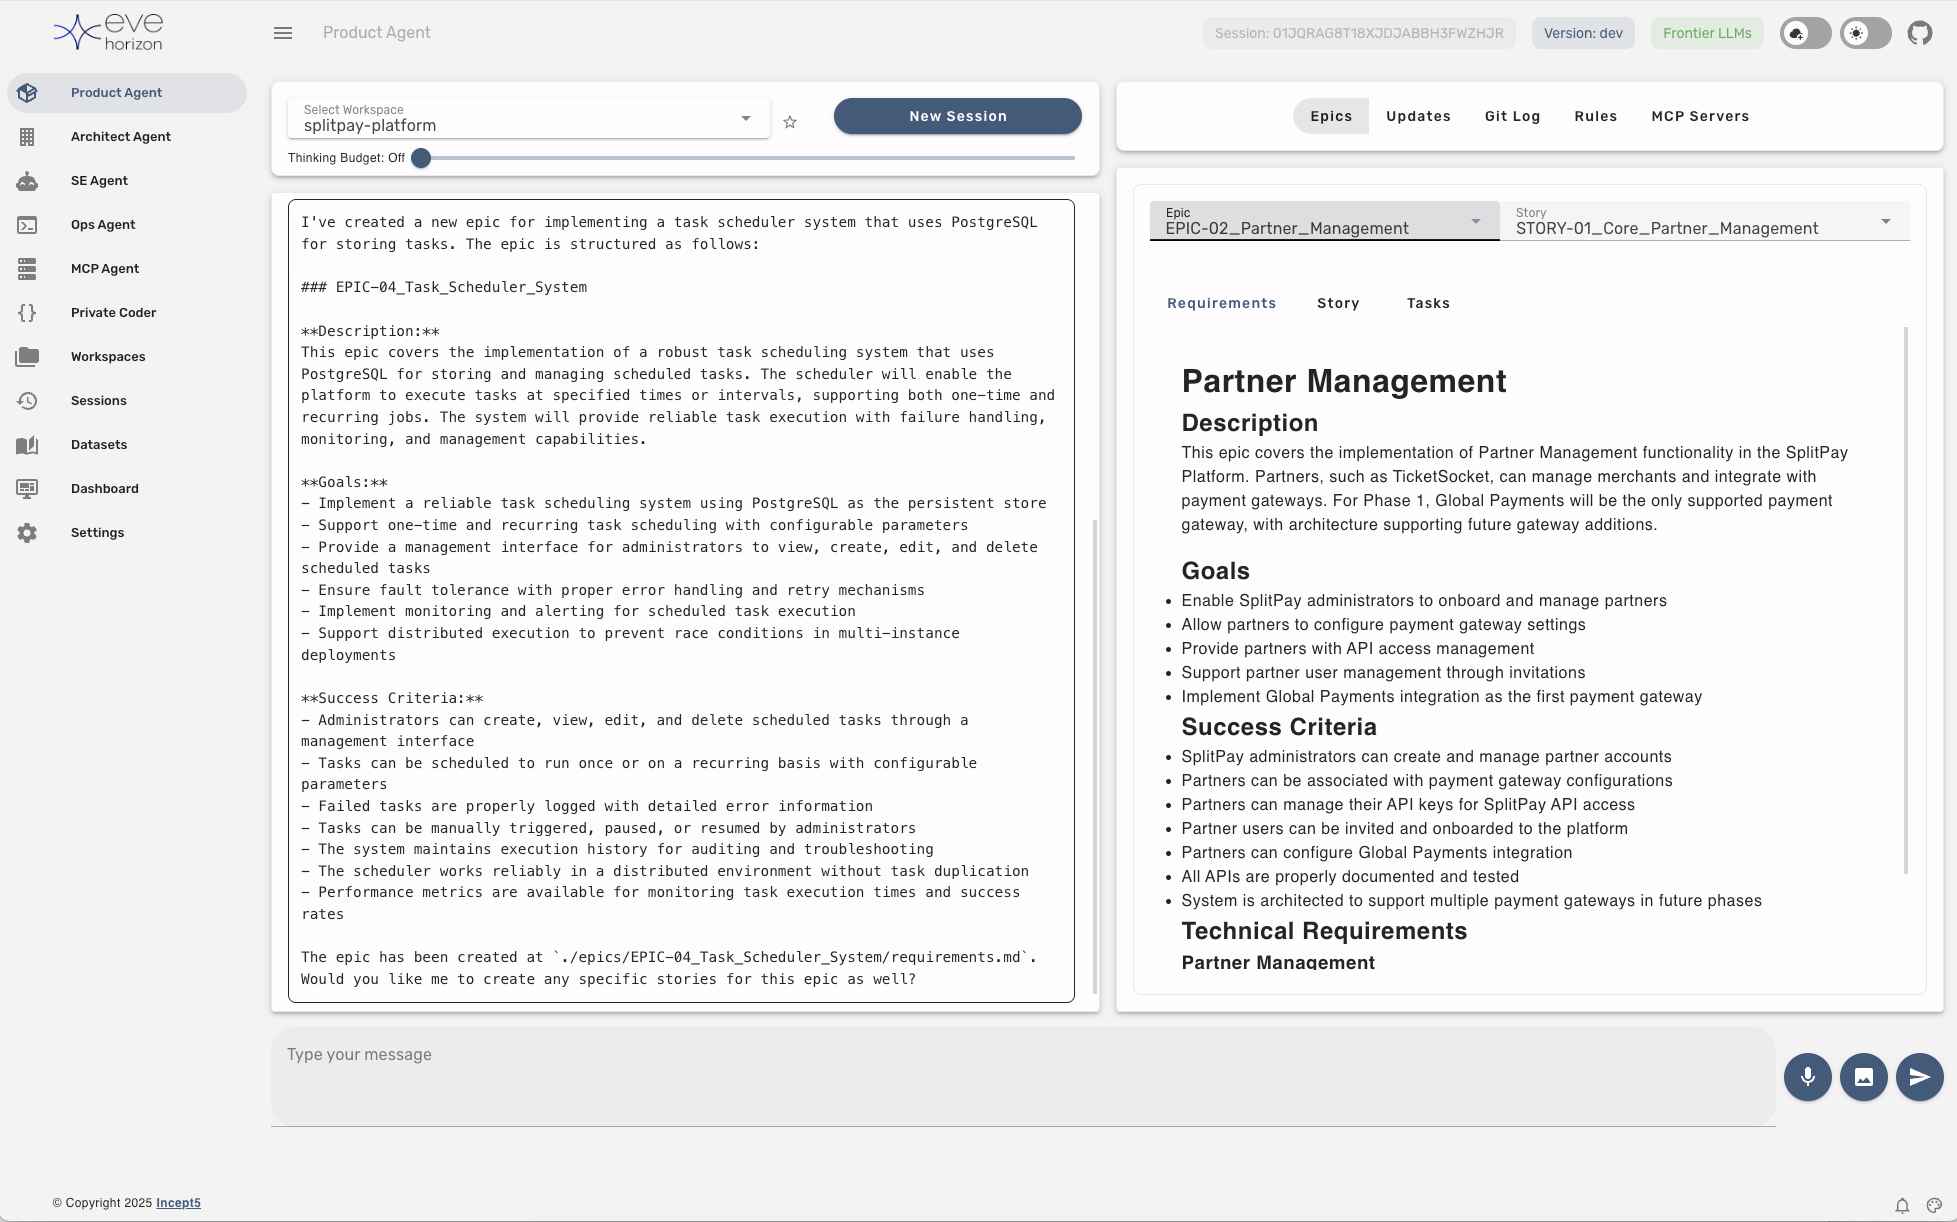 eve
horizon
Product Agent
Session: 01JQRAG8T18XJDJABBH3FWZHJR
Version: dev
Frontier LLMs
Product Agent
Architect Agent
SE Agent
Ops Agent
MCP Agent
Private Coder
Workspaces
Sessions
Datasets
Dashboard
Settings
Select Workspace
splitpay-platform
New Session
Thinking Budget: Off
I've created a new epic for implementing a task scheduler system that uses PostgreSQL
for storing tasks. The epic is structured as follows:
### EPIC-04_Task_Scheduler_System
**Description:**
This epic covers the implementation of a robust task scheduling system that uses
PostgreSQL for storing and managing scheduled tasks. The scheduler will enable the
platform to execute tasks at specified times or intervals, supporting both one-time and
recurring jobs. The system will provide reliable task execution with failure handling,
monitoring, and management capabilities.
**Goals:**
- Implement a reliable task scheduling system using PostgreSQL as the persistent store
- Support one-time and recurring task scheduling with configurable parameters
- Provide a management interface for administrators to view, create, edit, and delete
scheduled tasks
- Ensure fault tolerance with proper error handling and retry mechanisms
- Implement monitoring and alerting for scheduled task execution
- Support distributed execution to prevent race conditions in multi-instance
deployments
**Success Criteria:**
- Administrators can create, view, edit, and delete scheduled tasks through a
management interface
- Tasks can be scheduled to run once or on a recurring basis with configurable
parameters
- Failed tasks are properly logged with detailed error information
- Tasks can be manually triggered, paused, or resumed by administrators
- The system maintains execution history for auditing and troubleshooting
- The scheduler works reliably in a distributed environment without task duplication
- Performance metrics are available for monitoring task execution times and success
rates
The epic has been created at `./epics/EPIC-04_Task_Scheduler_System/requirements.md`.
Would you like me to create any specific stories for this epic as well?
Epics
Updates
Git Log
Rules
MCP Servers
Epic
EPIC-02_Partner_Management
Story
STORY-01_Core_Partner_Management
Requirements
Story
Tasks
Partner Management
Description
This epic covers the implementation of Partner Management functionality in the SplitPay
Platform. Partners, such as TicketSocket, can manage merchants and integrate with
payment gateways. For Phase 1, Global Payments will be the only supported payment
gateway, with architecture supporting future gateway additions.
Goals
• Enable SplitPay administrators to onboard and manage partners
• Allow partners to configure payment gateway settings
• Provide partners with API access management
• Support partner user management through invitations
• Implement Global Payments integration as the first payment gateway
Success Criteria
• SplitPay administrators can create and manage partner accounts
• Partners can be associated with payment gateway configurations
• Partners can manage their API keys for SplitPay API access
• Partner users can be invited and onboarded to the platform
• Partners can configure Global Payments integration
• All APIs are properly documented and tested
• System is architected to support multiple payment gateways in future phases
Technical Requirements
Partner Management
Type your message
© Copyright 2025 Incept5